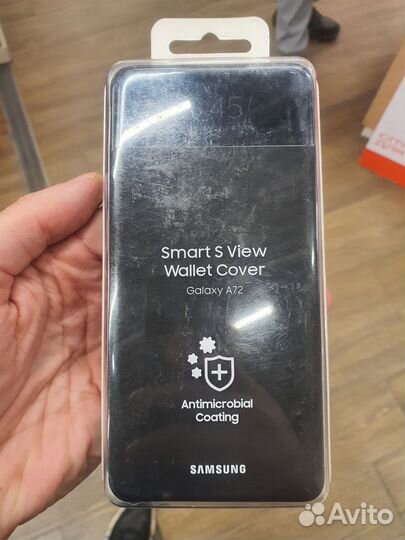 Smart S View
Wallet Cover
Galaxy A72
Antimicrobial
Coating
SAMSUNG
Avito